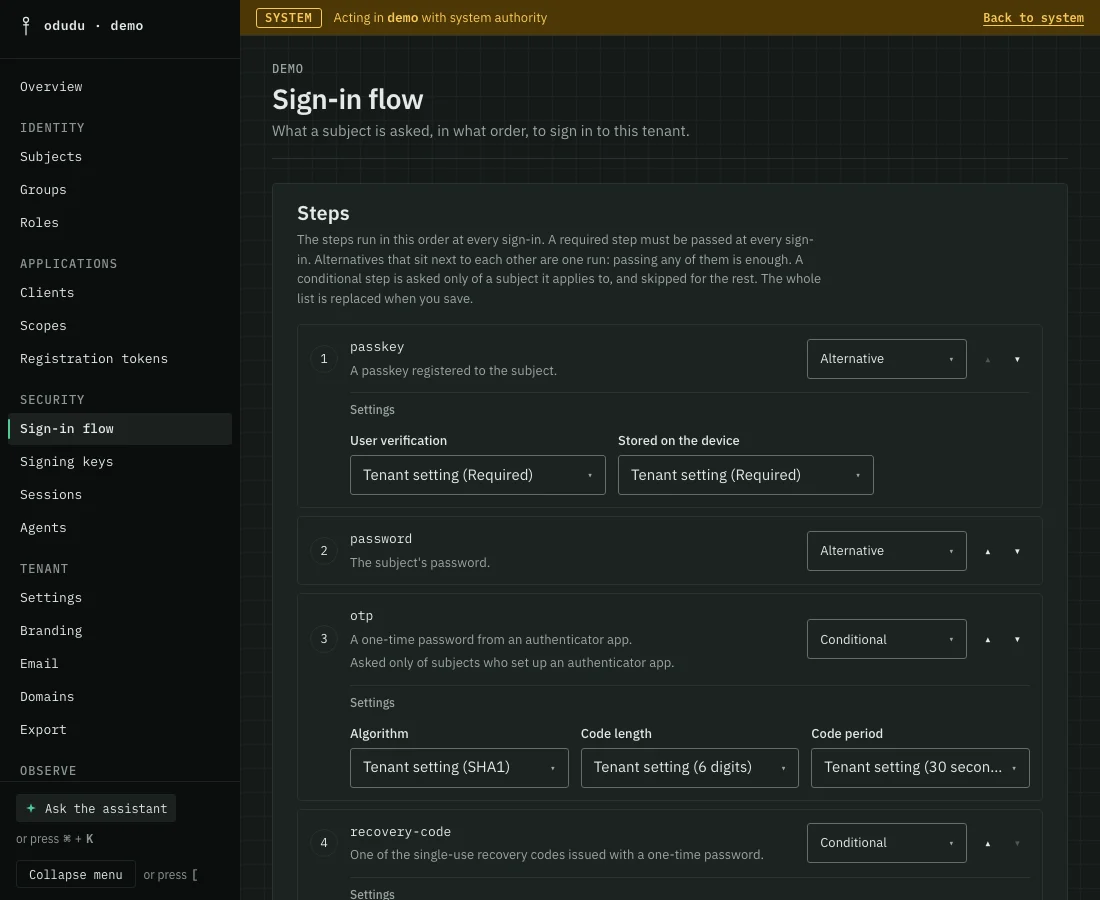 odudu · demo
SYSTEM Acting in demo with system authority Back to system
Overview
IDENTITY
Subjects
Groups
Roles
APPLICATIONS
Clients
Scopes
Registration tokens
SECURITY
Sign-in flow
Signing keys
Sessions
Agents
TENANT
Settings
Branding
Email
Domains
Export
OBSERVE
Ask the assistant
or press ⌘ + K
Collapse menu or press [
DEMO
Sign-in flow
What a subject is asked, in what order, to sign in to this tenant.
Steps
The steps run in this order at every sign-in. A required step must be passed at every sign-
in. Alternatives that sit next to each other are one run: passing any of them is enough. A
conditional step is asked only of a subject it applies to, and skipped for the rest. The whole
list is replaced when you save.
1 passkey Alternative
A passkey registered to the subject.
Settings
User verification Stored on the device
Tenant setting (Required) Tenant setting (Required)
2 password Alternative
The subject's password.
3 otp Conditional
A one-time password from an authenticator app.
Asked only of subjects who set up an authenticator app.
Settings
Algorithm Code length Code period
Tenant setting (SHA1) Tenant setting (6 digits) Tenant setting (30 secon...
4 recovery-code Conditional
One of the single-use recovery codes issued with a one-time password.
Settings